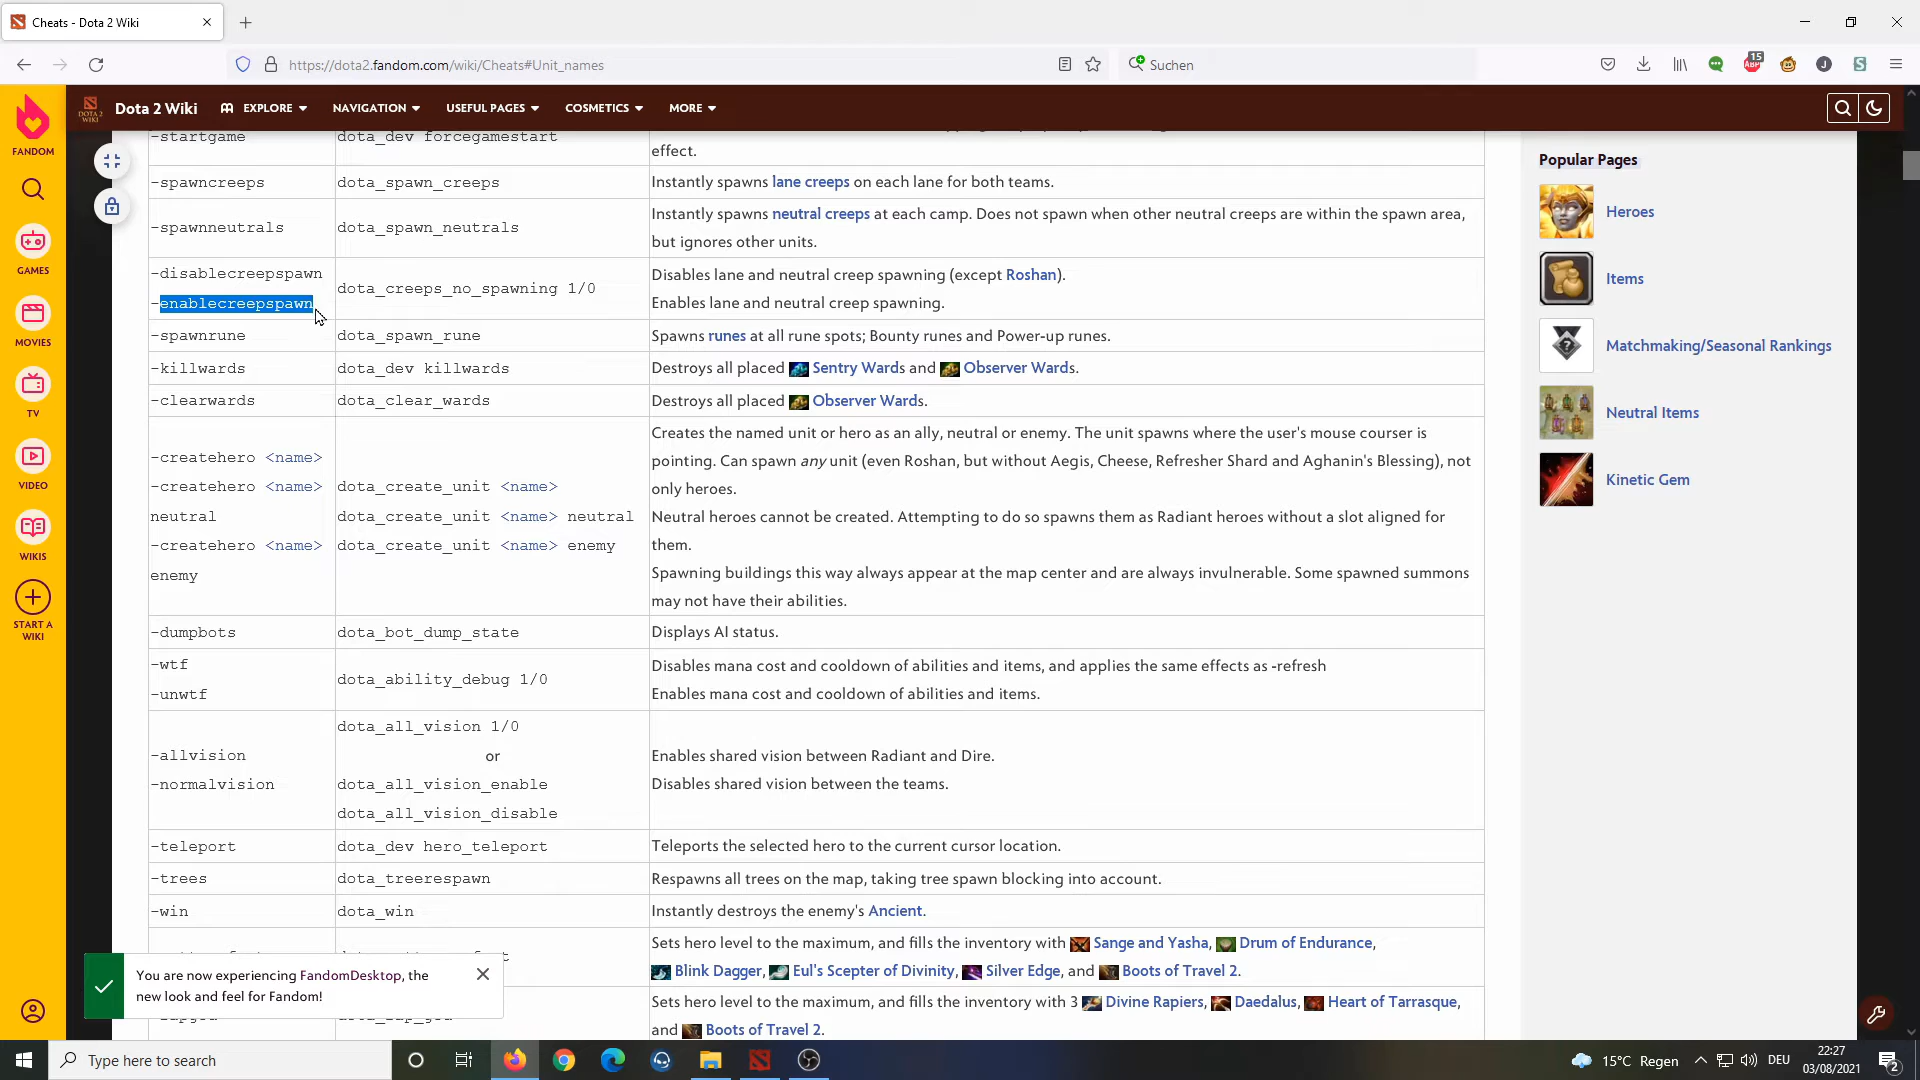 Cheats - Dota 2 Wiki
https://dota2.fandom.com/wiki/Cheats#Unit_names
Suchen
15
ABP
DOTA 2 WIKI
Dota 2 Wiki
EXPLORE
NAVIGATION
USEFUL PAGES
COSMETICS
MORE
FANDOM
GAMES
MOVIES
TV
VIDEO
WIKIS
START A
WIKI
-startgame
dota_dev forcegamestart
effect.
-spawncreeps
dota_spawn_creeps
Instantly spawns lane creeps on each lane for both teams.
-spawnneutrals
dota_spawn_neutrals
Instantly spawns neutral creeps at each camp. Does not spawn when other neutral creeps are within the spawn area,
but ignores other units.
-disablecreepspawn
-enablecreepspawn
dota_creeps_no_spawning 1/0
Disables lane and neutral creep spawning (except Roshan).
Enables lane and neutral creep spawning.
-spawnrune
dota_spawn_rune
Spawns runes at all rune spots; Bounty runes and Power-up runes.
-killwards
dota_dev killwards
Destroys all placed Sentry Wards and Observer Wards.
-clearwards
dota_clear_wards
Destroys all placed Observer Wards.
-createhero <name>
-createhero <name>
neutral
-createhero <name>
enemy
dota_create_unit <name>
dota_create_unit <name> neutral
dota_create_unit <name> enemy
Creates the named unit or hero as an ally, neutral or enemy. The unit spawns where the user's mouse courser is
pointing. Can spawn any unit (even Roshan, but without Aegis, Cheese, Refresher Shard and Aghanin's Blessing), not
only heroes.
Neutral heroes cannot be created. Attempting to do so spawns them as Radiant heroes without a slot aligned for
them.
Spawning buildings this way always appear at the map center and are always invulnerable. Some spawned summons
may not have their abilities.
-dumpbots
dota_bot_dump_state
Displays AI status.
-wtf
-unwtf
dota_ability_debug 1/0
Disables mana cost and cooldown of abilities and items, and applies the same effects as -refresh
Enables mana cost and cooldown of abilities and items.
-allvision
-normalvision
dota_all_vision 1/0
or
dota_all_vision_enable
dota_all_vision_disable
Enables shared vision between Radiant and Dire.
Disables shared vision between the teams.
-teleport
dota_dev hero_teleport
Teleports the selected hero to the current cursor location.
-trees
dota_treerespawn
Respawns all trees on the map, taking tree spawn blocking into account.
-win
dota_win
Instantly destroys the enemy's Ancient.
Sets hero level to the maximum, and fills the inventory with Sange and Yasha, Drum of Endurance,
Blink Dagger, Eul's Scepter of Divinity, Silver Edge, and Boots of Travel 2.
Sets hero level to the maximum, and fills the inventory with 3 Divine Rapiers, Daedalus, Heart of Tarrasque,
and Boots of Travel 2.
Popular Pages
Heroes
Items
Matchmaking/Seasonal Rankings
Neutral Items
Kinetic Gem
You are now experiencing FandomDesktop, the
new look and feel for Fandom!
Type here to search
15°C Regen
DEU
22:27
03/08/2021
2